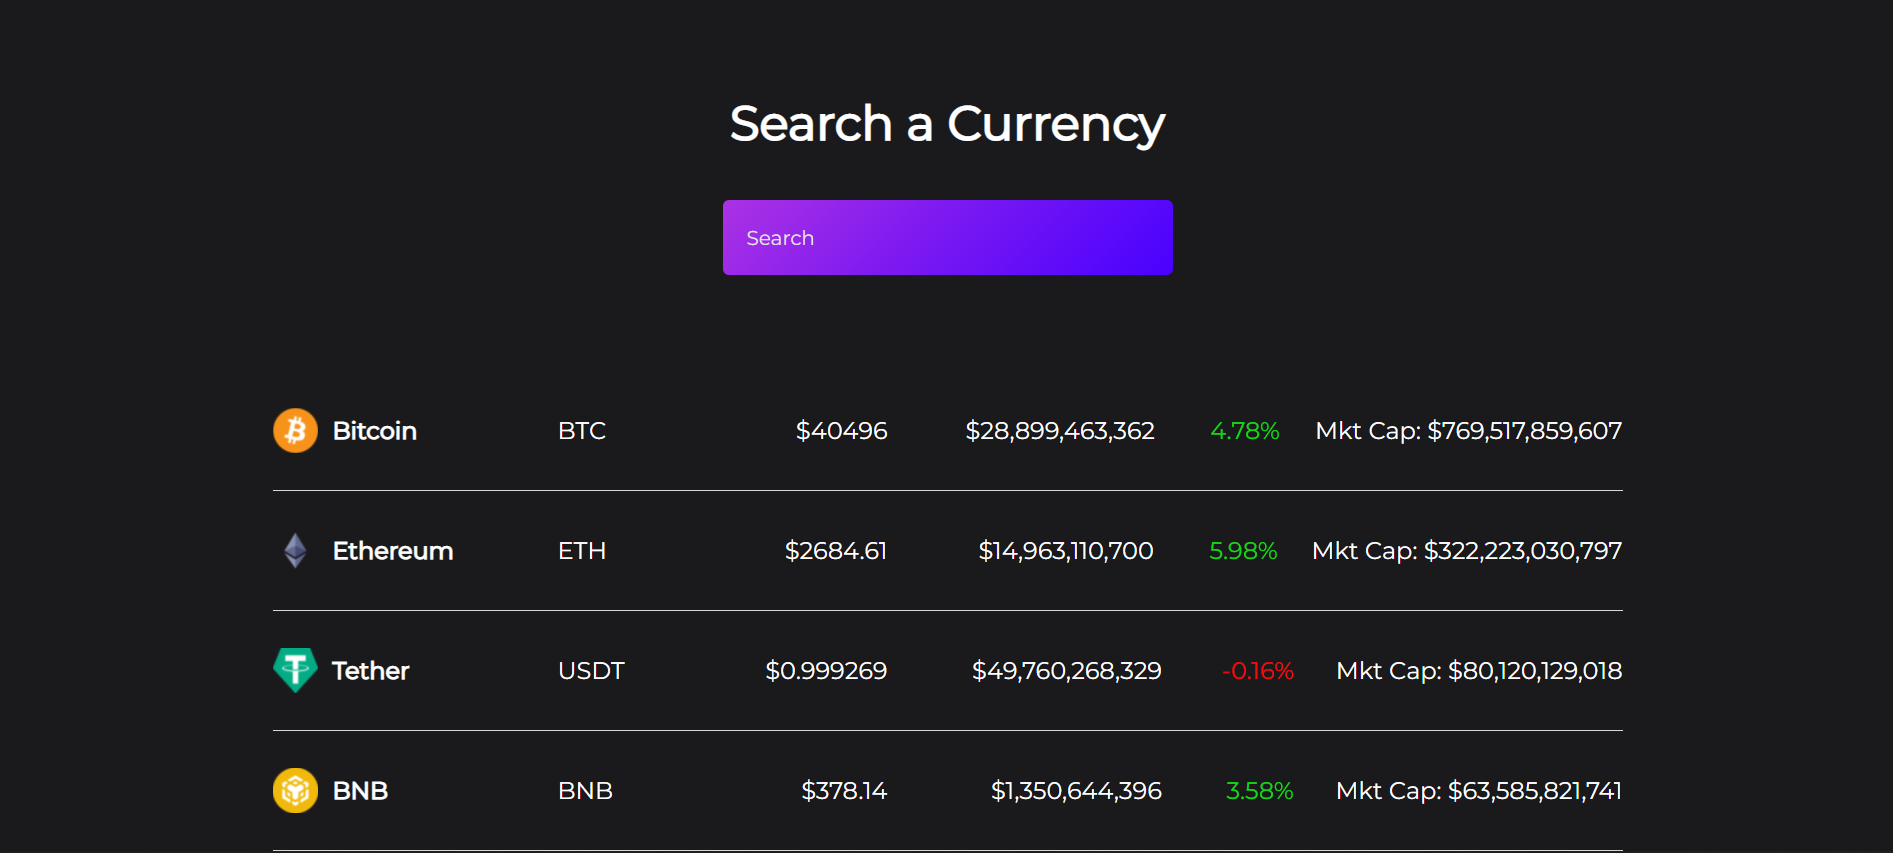 Search a Currency
Search
Bitcoin BTC $40496 $28,899,463,362 4.78% Mkt Cap: $769,517,859,607
Ethereum ETH $2684.61 $14,963,110,700 5.98% Mkt Cap: $322,223,030,797
Tether USDT $0.999269 $49,760,268,329 -0.16% Mkt Cap: $80,120,129,018
BNB BNB $378.14 $1,350,644,396 3.58% Mkt Cap: $63,585,821,741